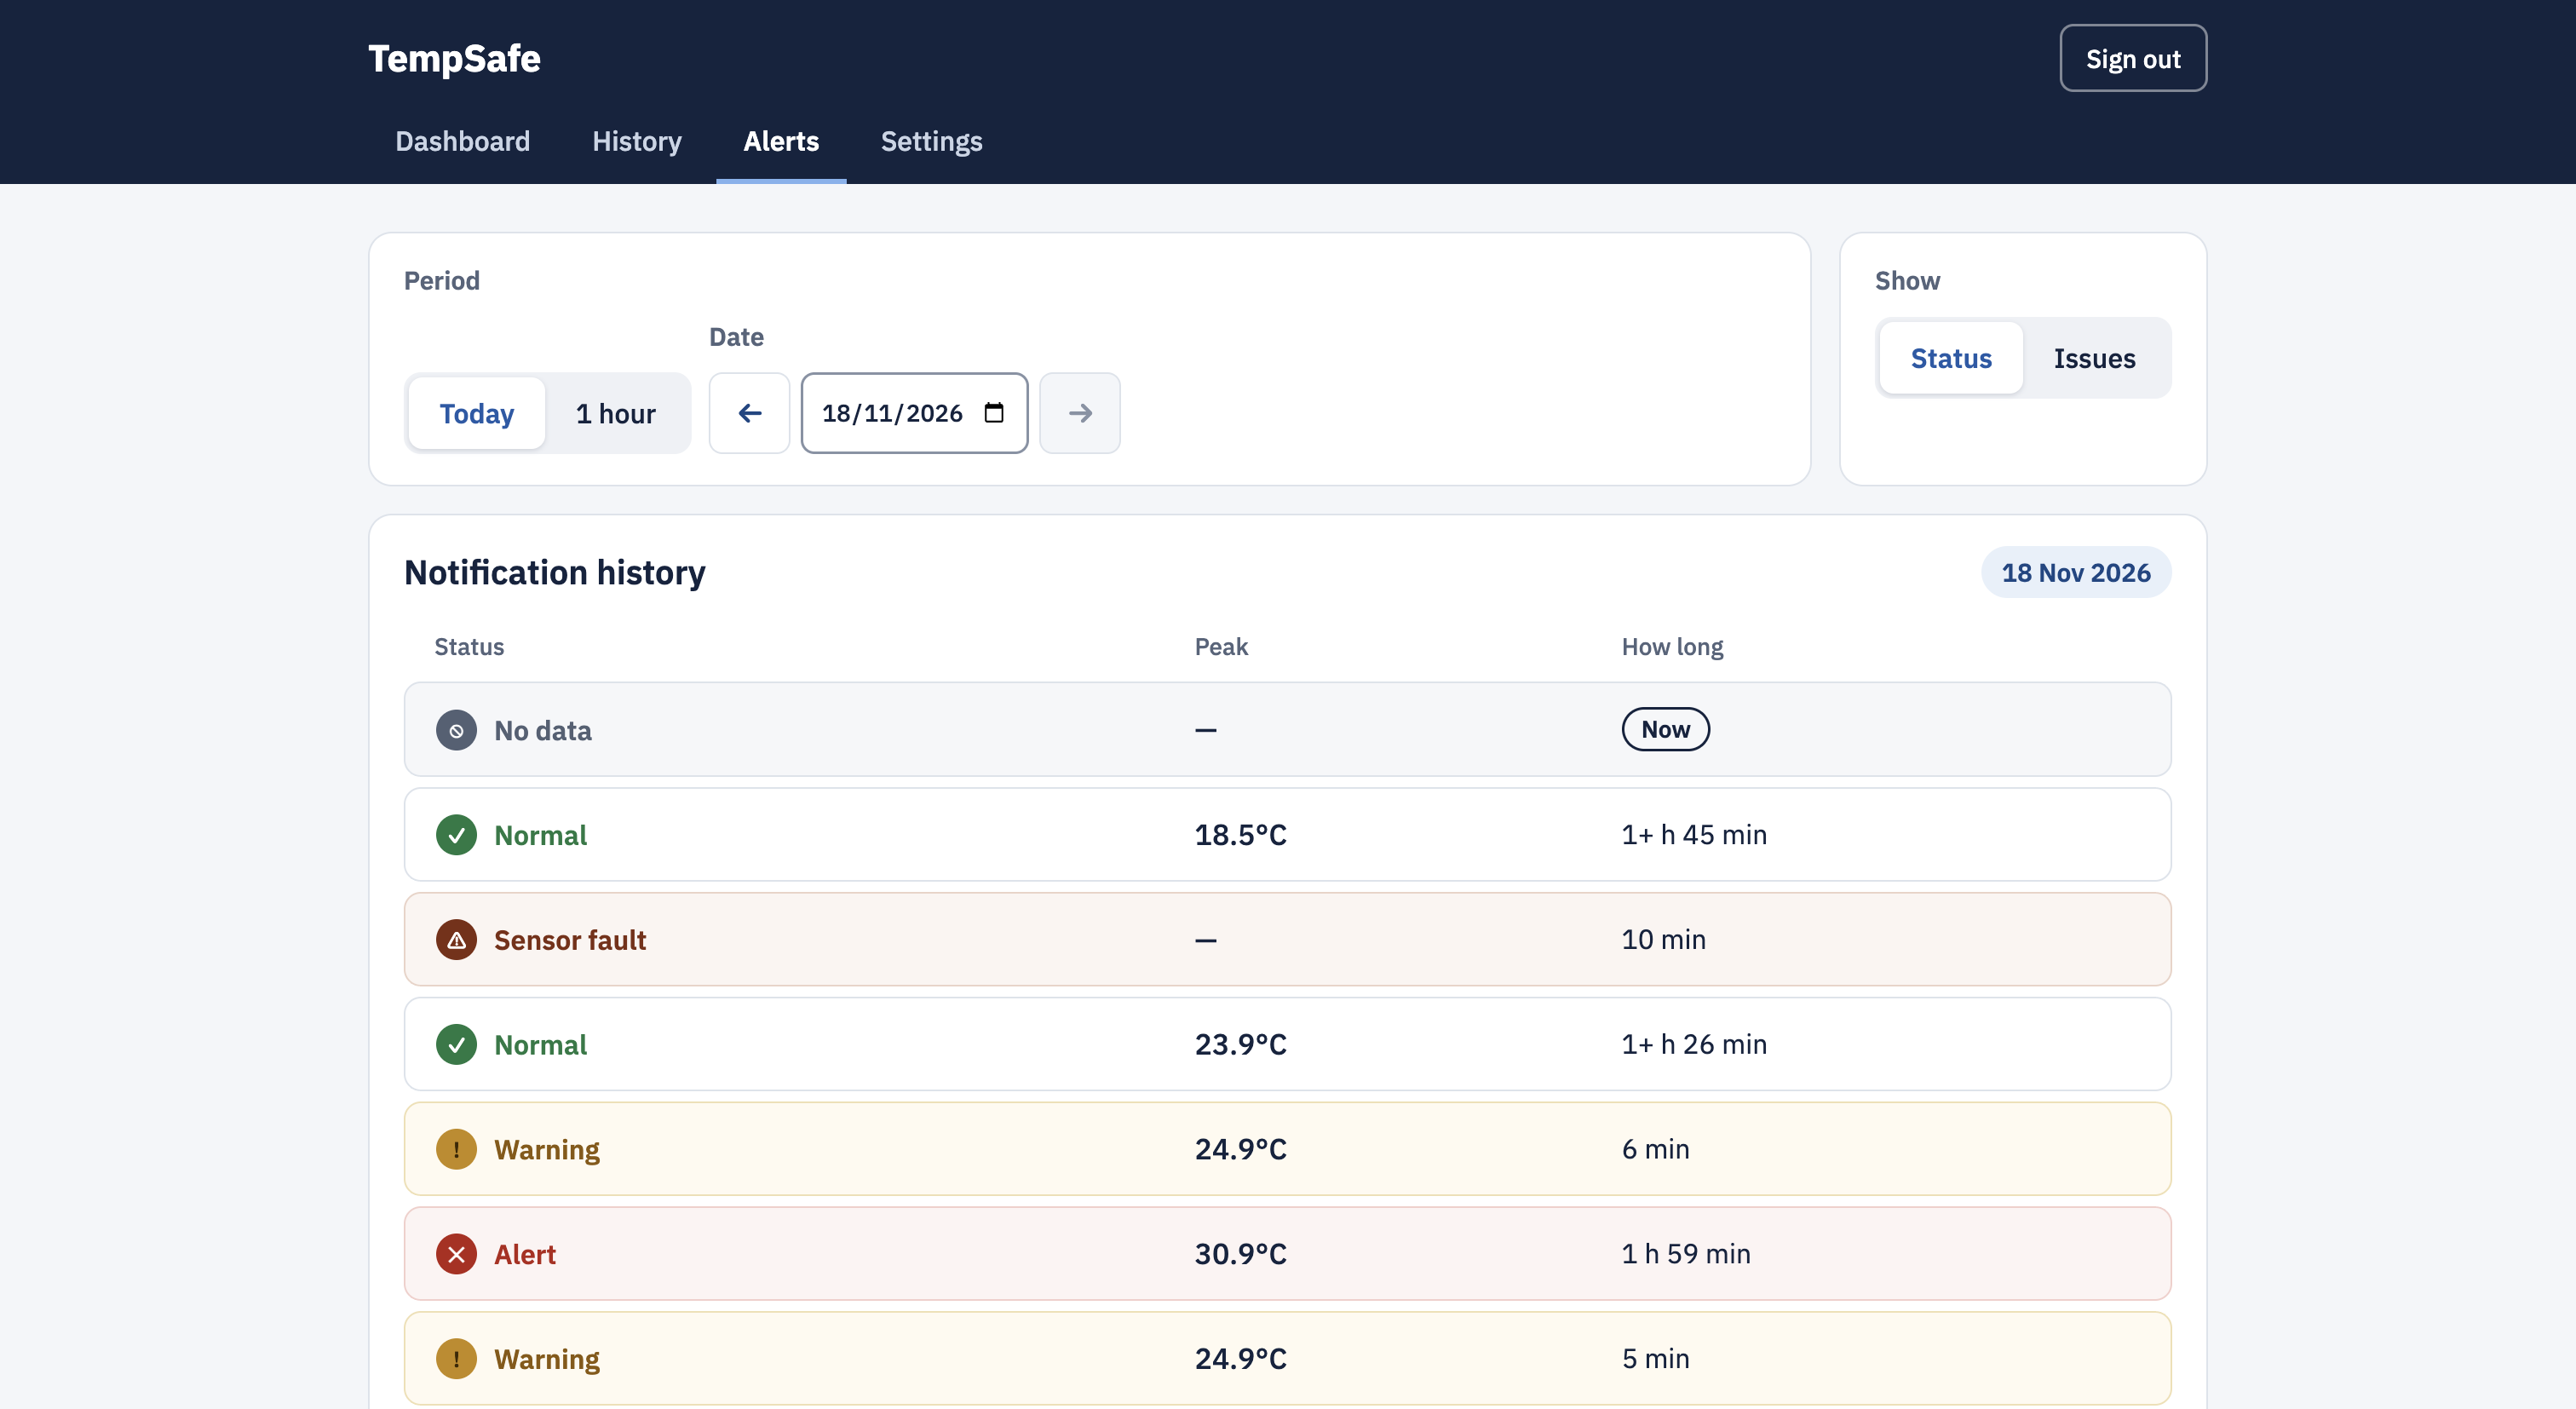 TempSafe
Sign out
Dashboard History Alerts Settings
Period
Show
Date
Status Issues
Today 1 hour 18/11/2026
Notification history
18 Nov 2026
Status Peak How long
No data — Now
Normal 18.5°C 1+ h 45 min
Sensor fault — 10 min
Normal 23.9°C 1+ h 26 min
! Warning 24.9°C 6 min
Alert 30.9°C 1 h 59 min
! Warning 24.9°C 5 min